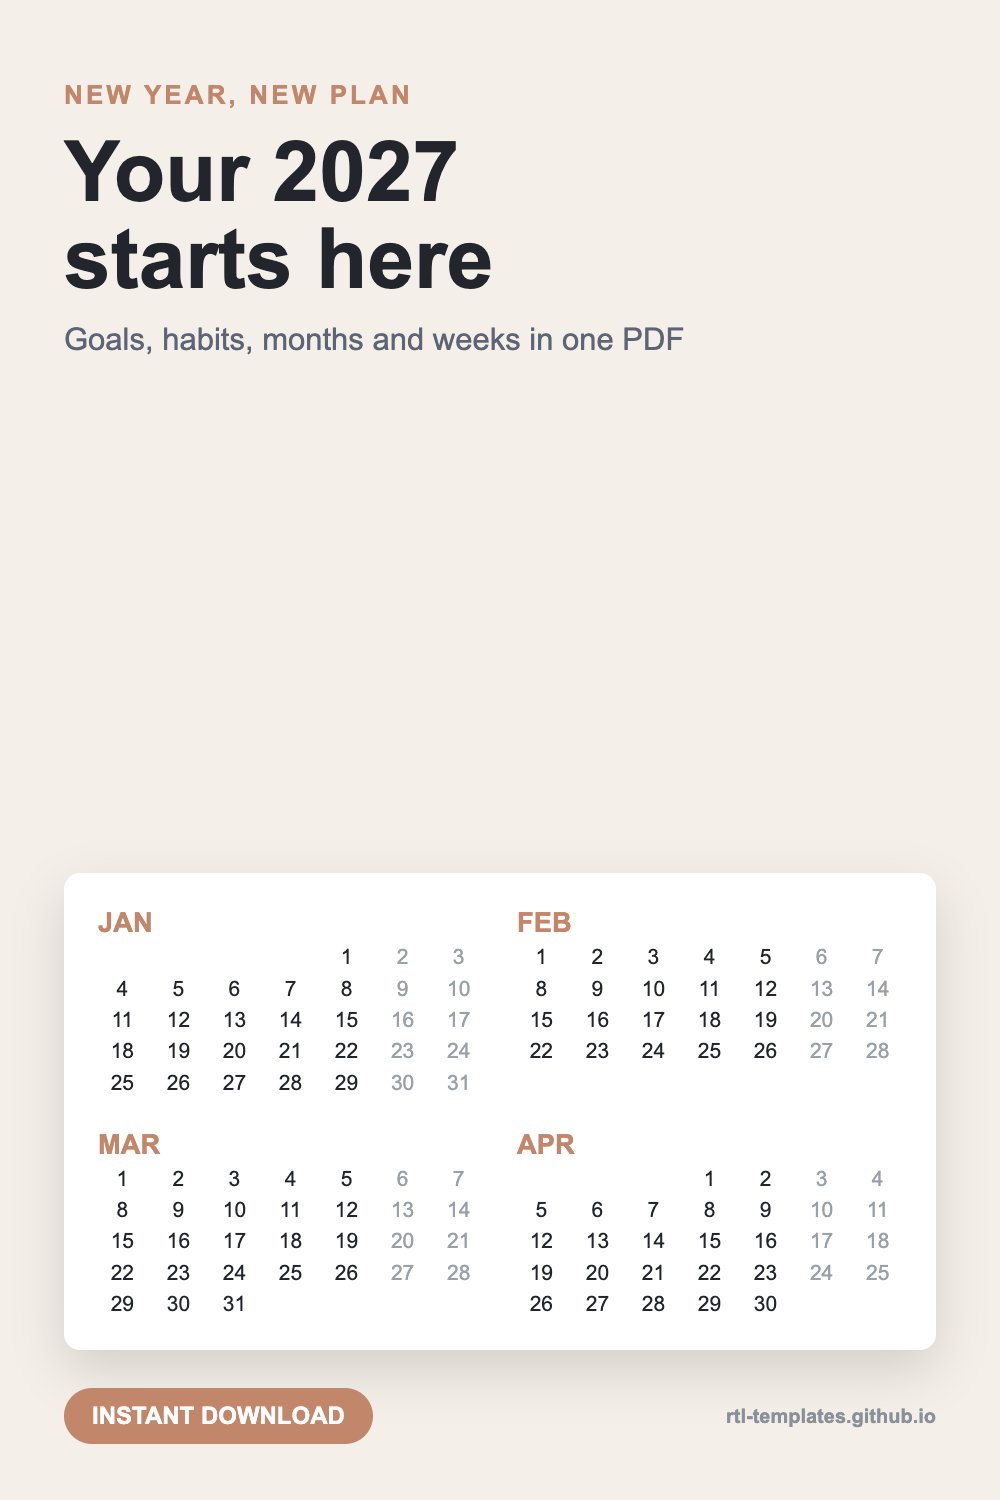 NEW YEAR, NEW PLAN
Your 2027
starts here
Goals, habits, months and weeks in one PDF
JAN
1 2 3
4 5 6 7 8 9 10
11 12 13 14 15 16 17
18 19 20 21 22 23 24
25 26 27 28 29 30 31
FEB
1 2 3 4 5 6 7
8 9 10 11 12 13 14
15 16 17 18 19 20 21
22 23 24 25 26 27 28
MAR
1 2 3 4 5 6 7
8 9 10 11 12 13 14
15 16 17 18 19 20 21
22 23 24 25 26 27 28
29 30 31
APR
1 2 3 4
5 6 7 8 9 10 11
12 13 14 15 16 17 18
19 20 21 22 23 24 25
26 27 28 29 30
INSTANT DOWNLOAD
rtl-templates.github.io